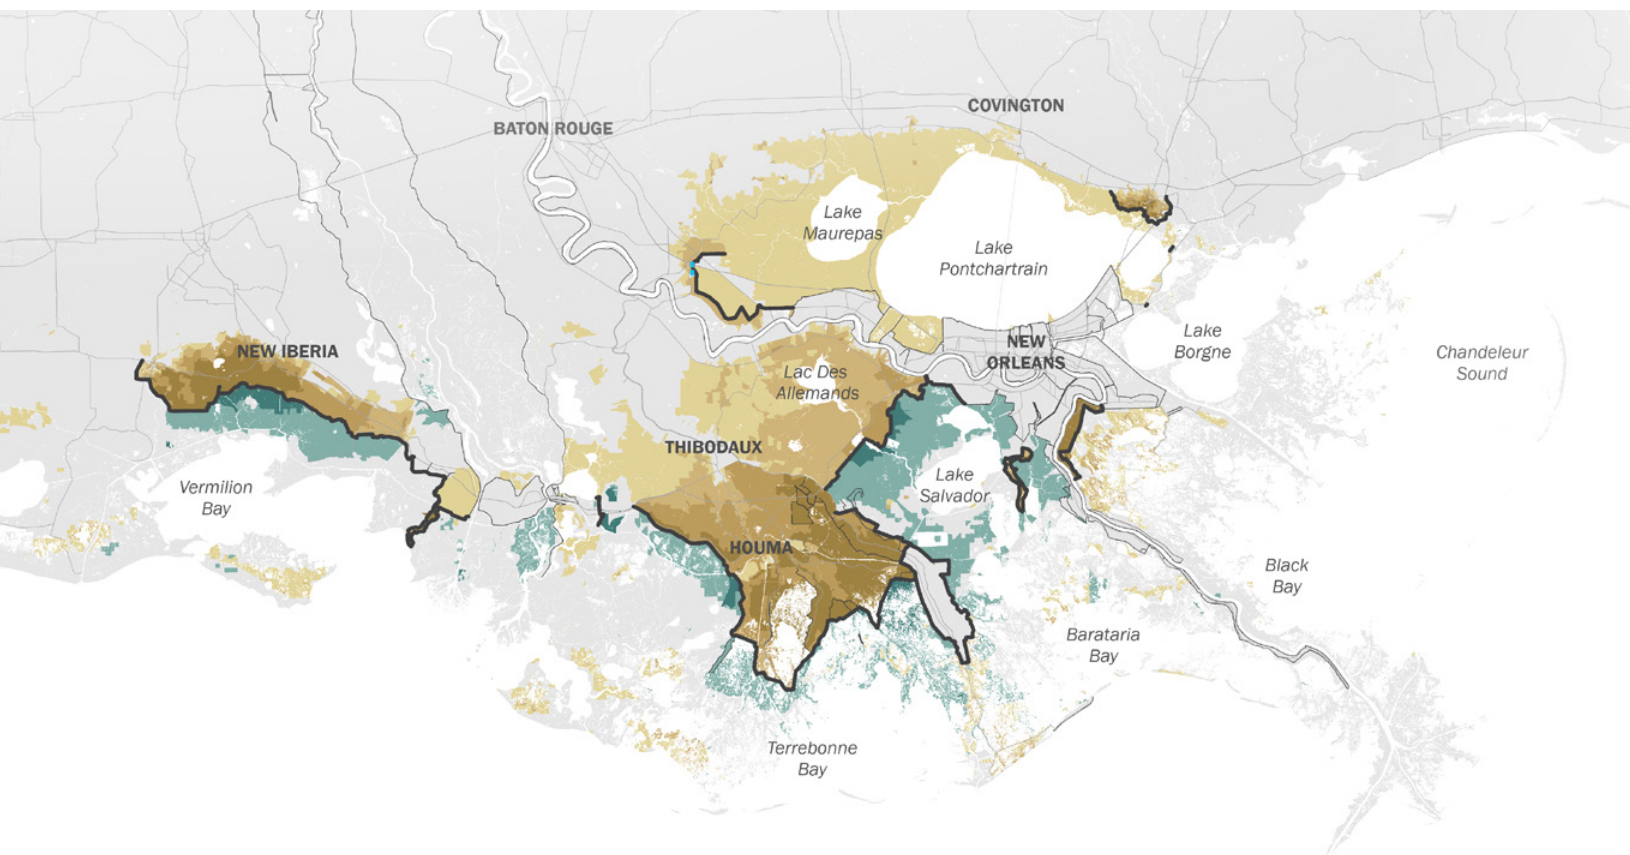 COVINGTON
BATON ROUGE
Lake
Maurepas
Lake
Pontchartrain
NEW IBERIA
Lac Des
Allemands
NEW
ORLEANS
Lake
Borgne
Chandeleur
Sound
THIBODAUX
Vermilion
Bay
Lake
Salvador
HOUMA
Black
Bay
Barataria
Bay
Terrebonne
Bay